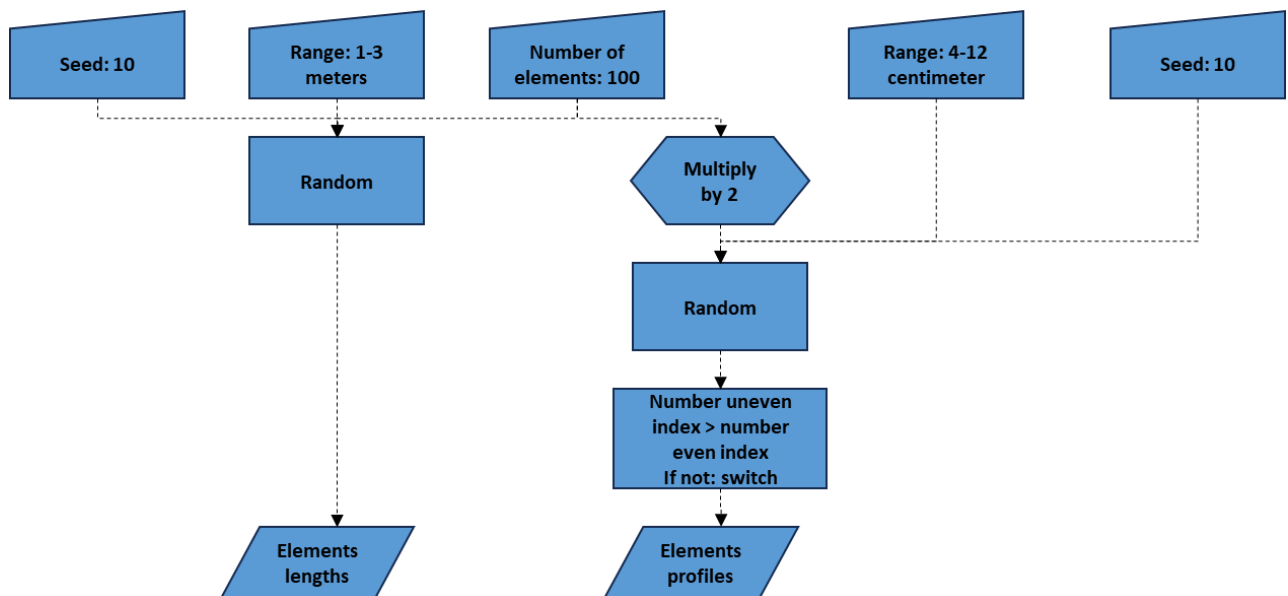 Seed: 10
Range: 1-3
meters
Number of
elements: 100
Range: 4-12
centimeter
Seed: 10
Random
Multiply
by 2
Random
Number uneven
index > number
even index
If not: switch
Elements
lengths
Elements
profiles